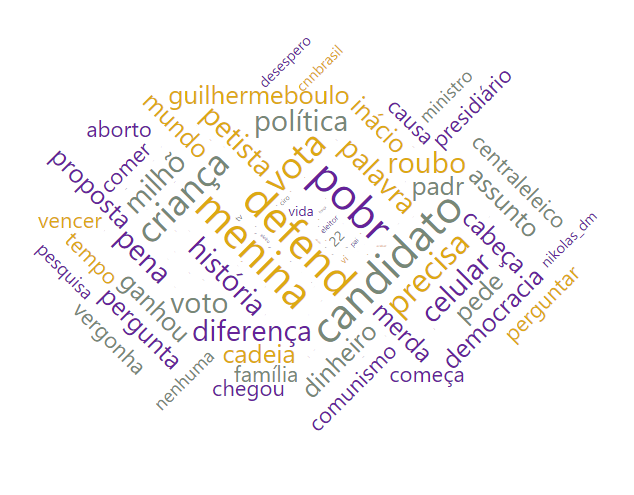 desespero
cnnbrasil
guilhermeboulo
ministro
mundo
petista
inácio
causa
presidiário
aborto
política
comer
milhõ
vota
palavra
roubo
centraleleico
proposta
criança
pobr
padr
assunto
vida
defend
menina
candidato
eleitor
22
vencer
tempo
pena
história
precisa
cabeça
nikolas_dm
pesquisa
ganhou
voto
celular
pede
democracia
perguntar
pergunta
vergonha
diferença
cadeia
dinheiro
merda
família
nenhuma
chegou
comunismo
começa